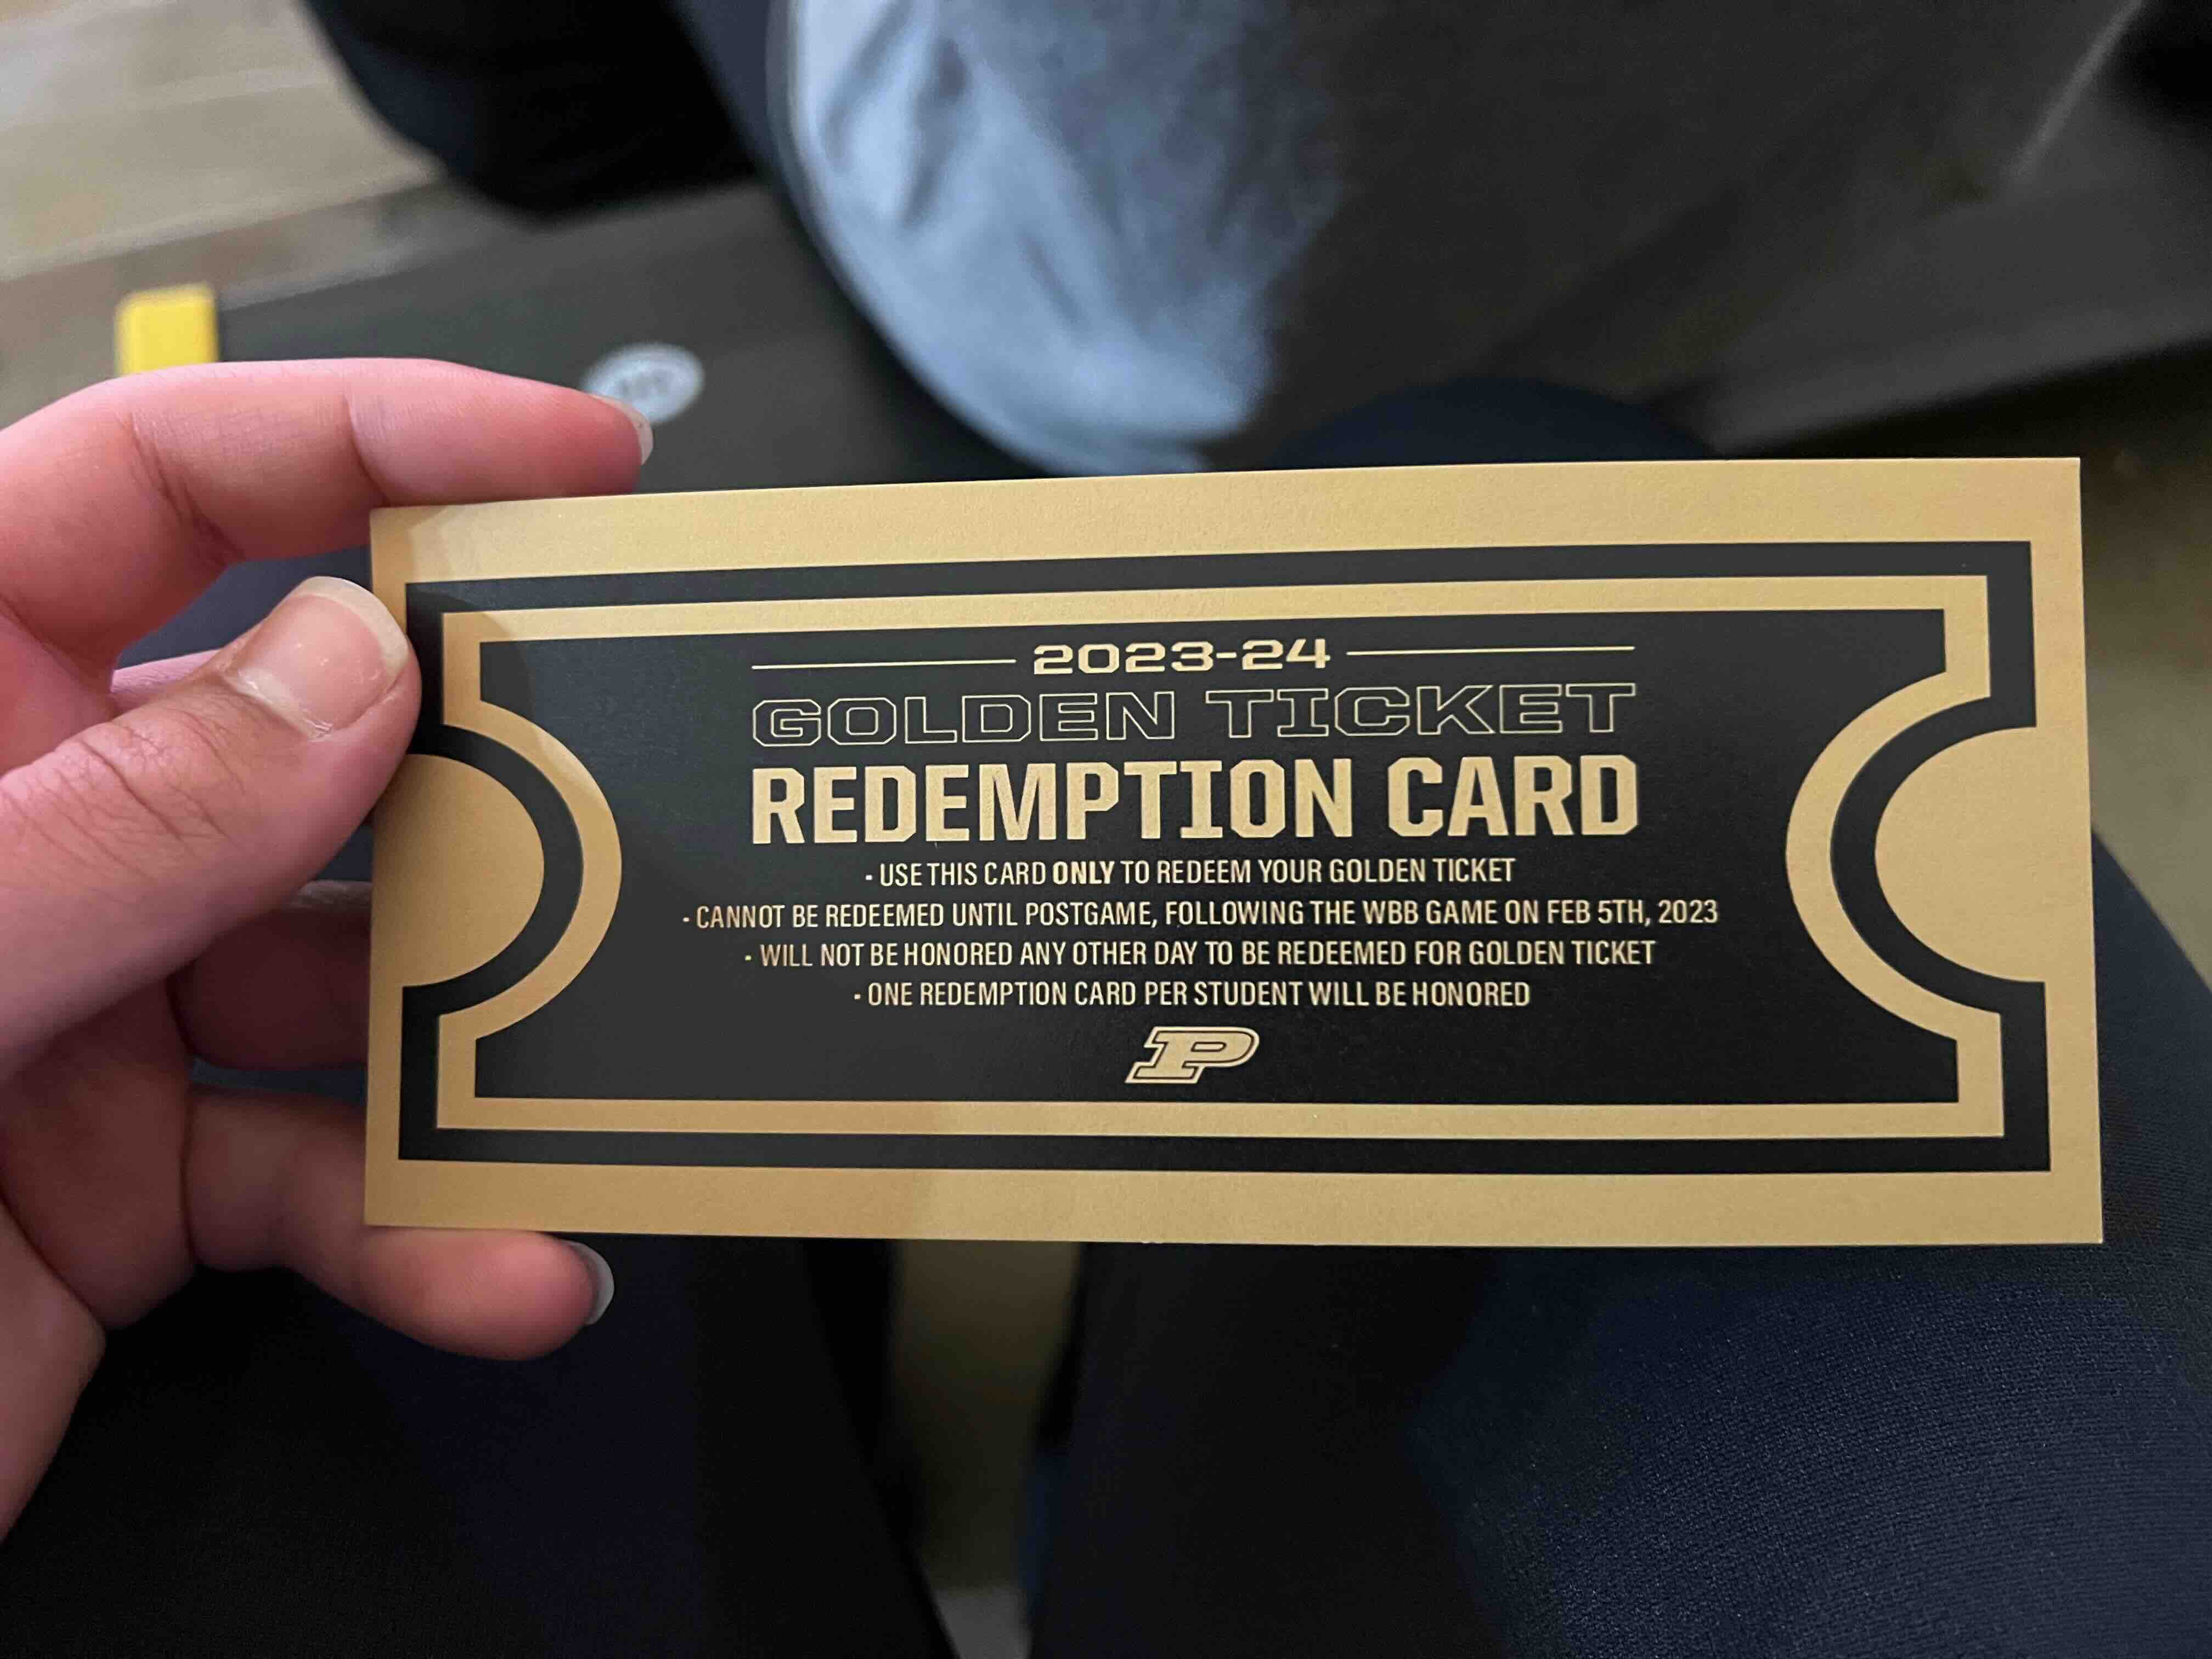 2023-24
GOLDEN TICKET
REDEMPTION CARD
- USE THIS CARD ONLY TO REDEEM YOUR GOLDEN TICKET
- CANNOT BE REDEEMED UNTIL POSTGAME, FOLLOWING THE WBB GAME ON FEB 5TH, 2023
- WILL NOT BE HONORED ANY OTHER DAY TO BE REDEEMED FOR GOLDEN TICKET
- ONE REDEMPTION CARD PER STUDENT WILL BE HONORED
P